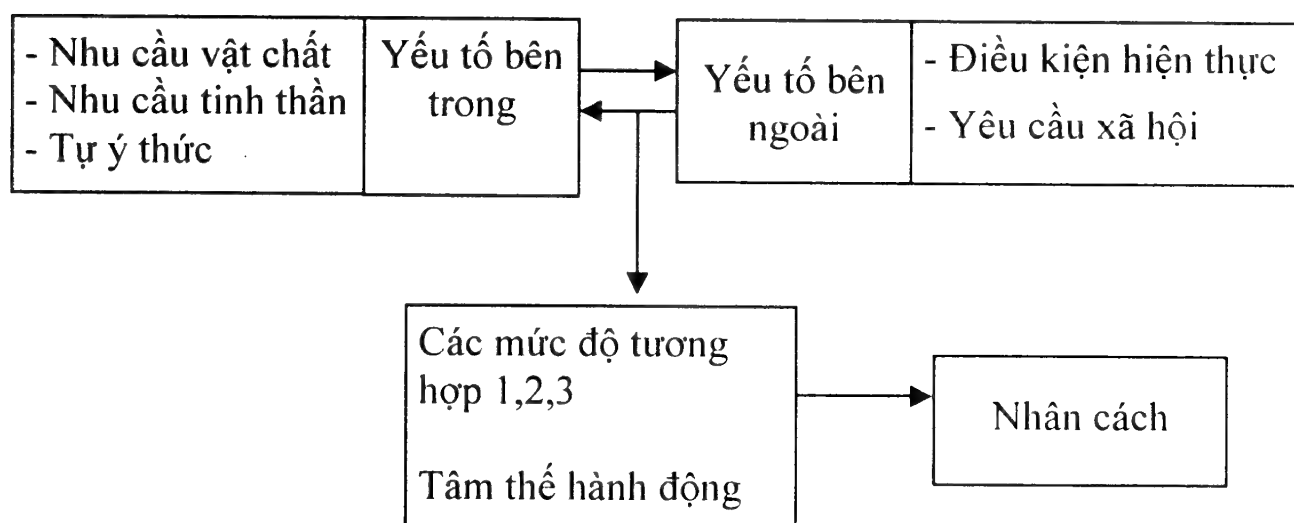 - Nhu cầu vật chất
- Nhu cầu tinh thần
- Tự ý thức
Yếu tố bên
trong
Yếu tố bên
ngoài
- Điều kiện hiện thực
- Yêu cầu xã hội
Các mức độ tương
hợp 1,2,3
Tâm thế hành động
Nhân cách